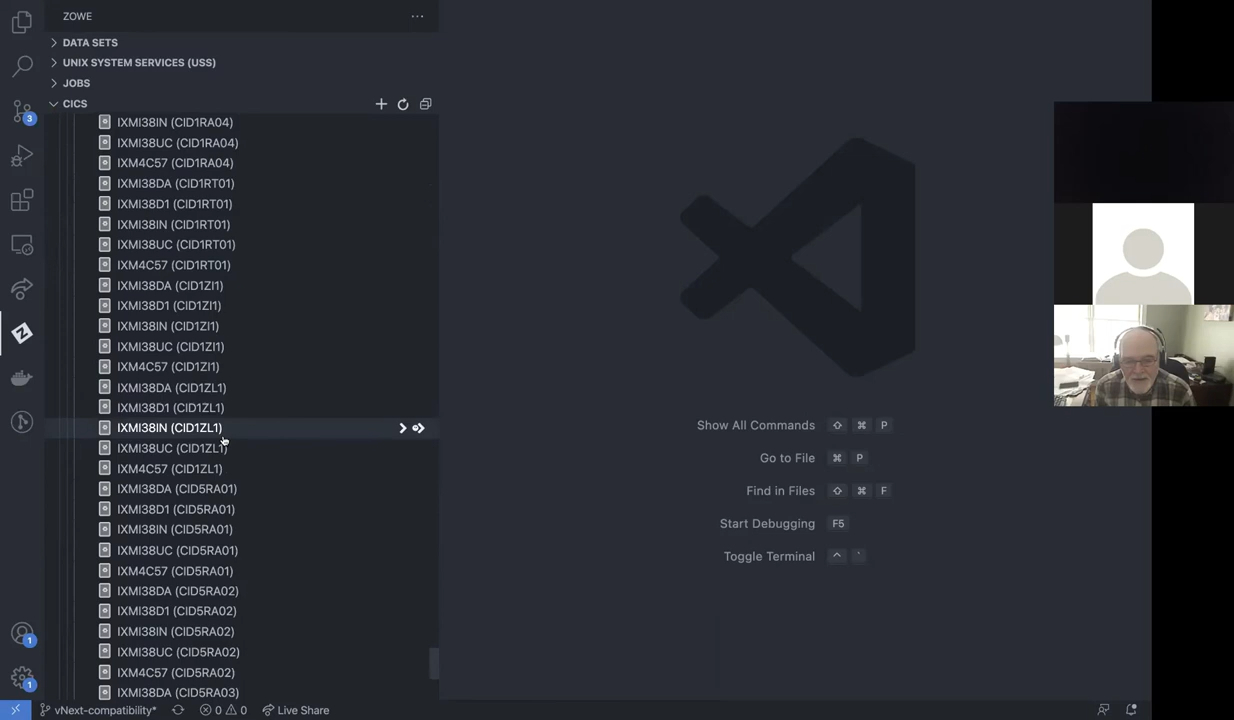 ZOWE
DATA SETS
UNIX SYSTEM SERVICES (USS)
JOBS
CICS
IXMI38IN (CID1RA04)
IXMI38UC (CID1RA04)
IXM4C57 (CID1RA04)
IXMI38DA (CID1RT01)
IXMI38D1 (CID1RT01)
IXMI38IN (CID1RT01)
IXMI38UC (CID1RT01)
IXM4C57 (CID1RT01)
IXMI38DA (CID1ZI1)
IXMI38D1 (CID1ZI1)
IXMI38IN (CID1ZI1)
IXMI38UC (CID1ZI1)
IXM4C57 (CID1ZI1)
IXMI38DA (CID1ZL1)
IXMI38D1 (CID1ZL1)
IXMI38IN (CID1ZL1)
IXMI38UC (CID1ZL1)
IXM4C57 (CID1ZL1)
IXMI38DA (CID5RA01)
IXMI38D1 (CID5RA01)
IXMI38IN (CID5RA01)
IXMI38UC (CID5RA01)
IXM4C57 (CID5RA01)
IXMI38DA (CID5RA02)
IXMI38D1 (CID5RA02)
IXMI38IN (CID5RA02)
IXMI38UC (CID5RA02)
IXM4C57 (CID5RA02)
IXMI38DA (CID5RA03)
Show All Commands ⇧ ⌘ P
Go to File ⌘ P
Find in Files ⇧ ⌘ F
Start Debugging F5
Toggle Terminal ^ `
3
1
1
vNext-compatibility* 0 0 Live Share